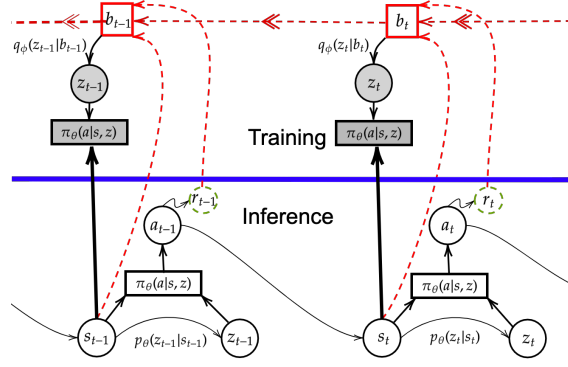 b_{t−1}
b_t
q_ϕ(z_{t−1}|b_{t−1})
q_ϕ(z_t|b_t)
z_{t−1}
z_t
π_θ(a|s, z)
Training
π_θ(a|s, z)
r_{t−1}
r_t
Inference
a_{t−1}
a_t
π_θ(a|s, z)
π_θ(a|s, z)
s_{t−1}
p_θ(z_{t−1}|s_{t−1})
z_{t−1}
s_t
p_θ(z_t|s_t)
z_t